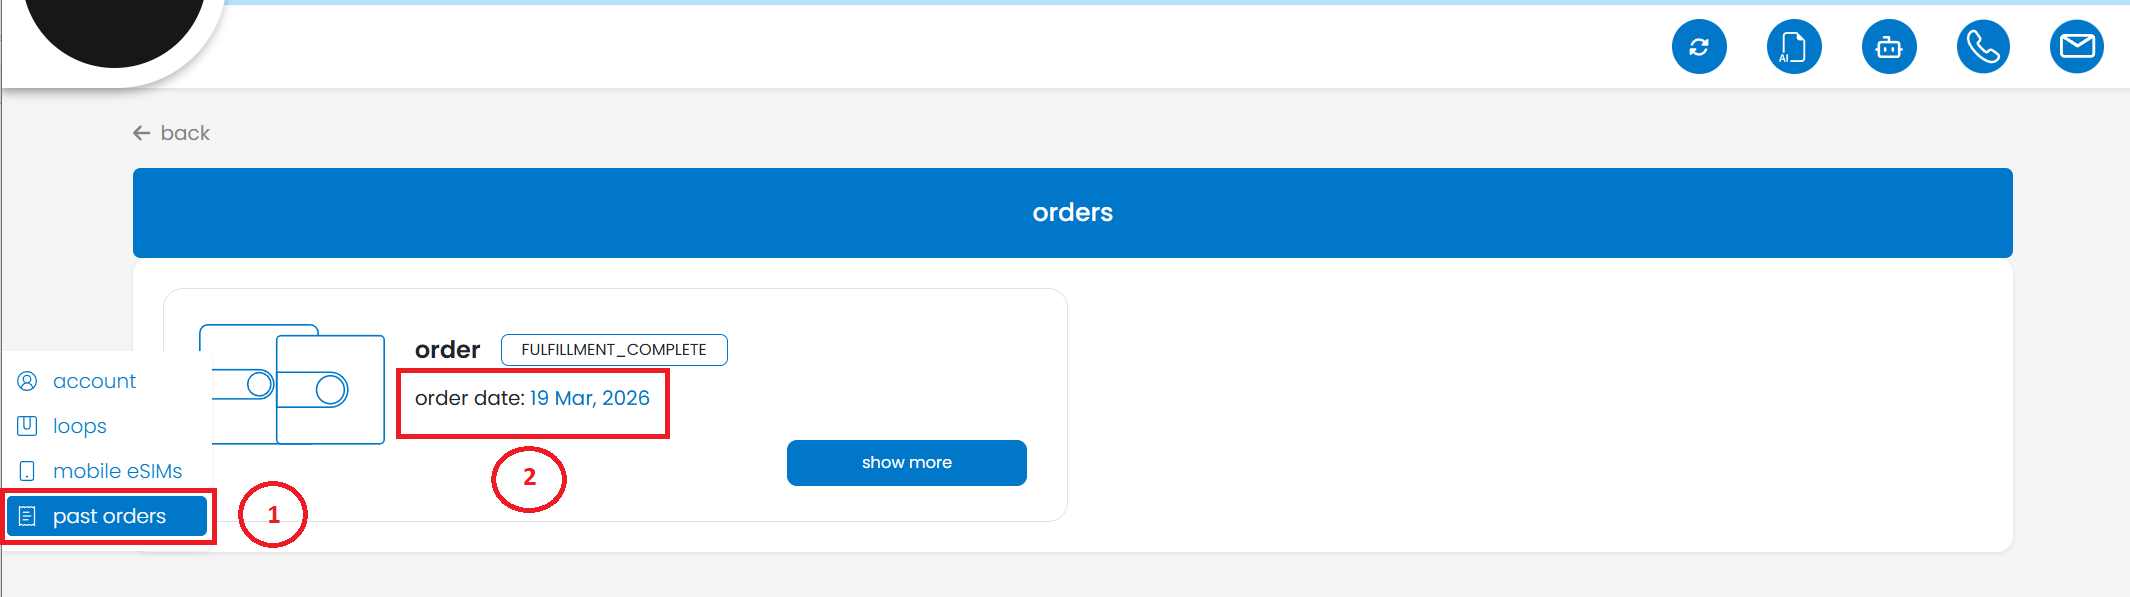 AI
back
orders
order FULFILLMENT_COMPLETE
order date: 19 Mar, 2026
show more
account
loops
mobile eSIMs
past orders
1
2